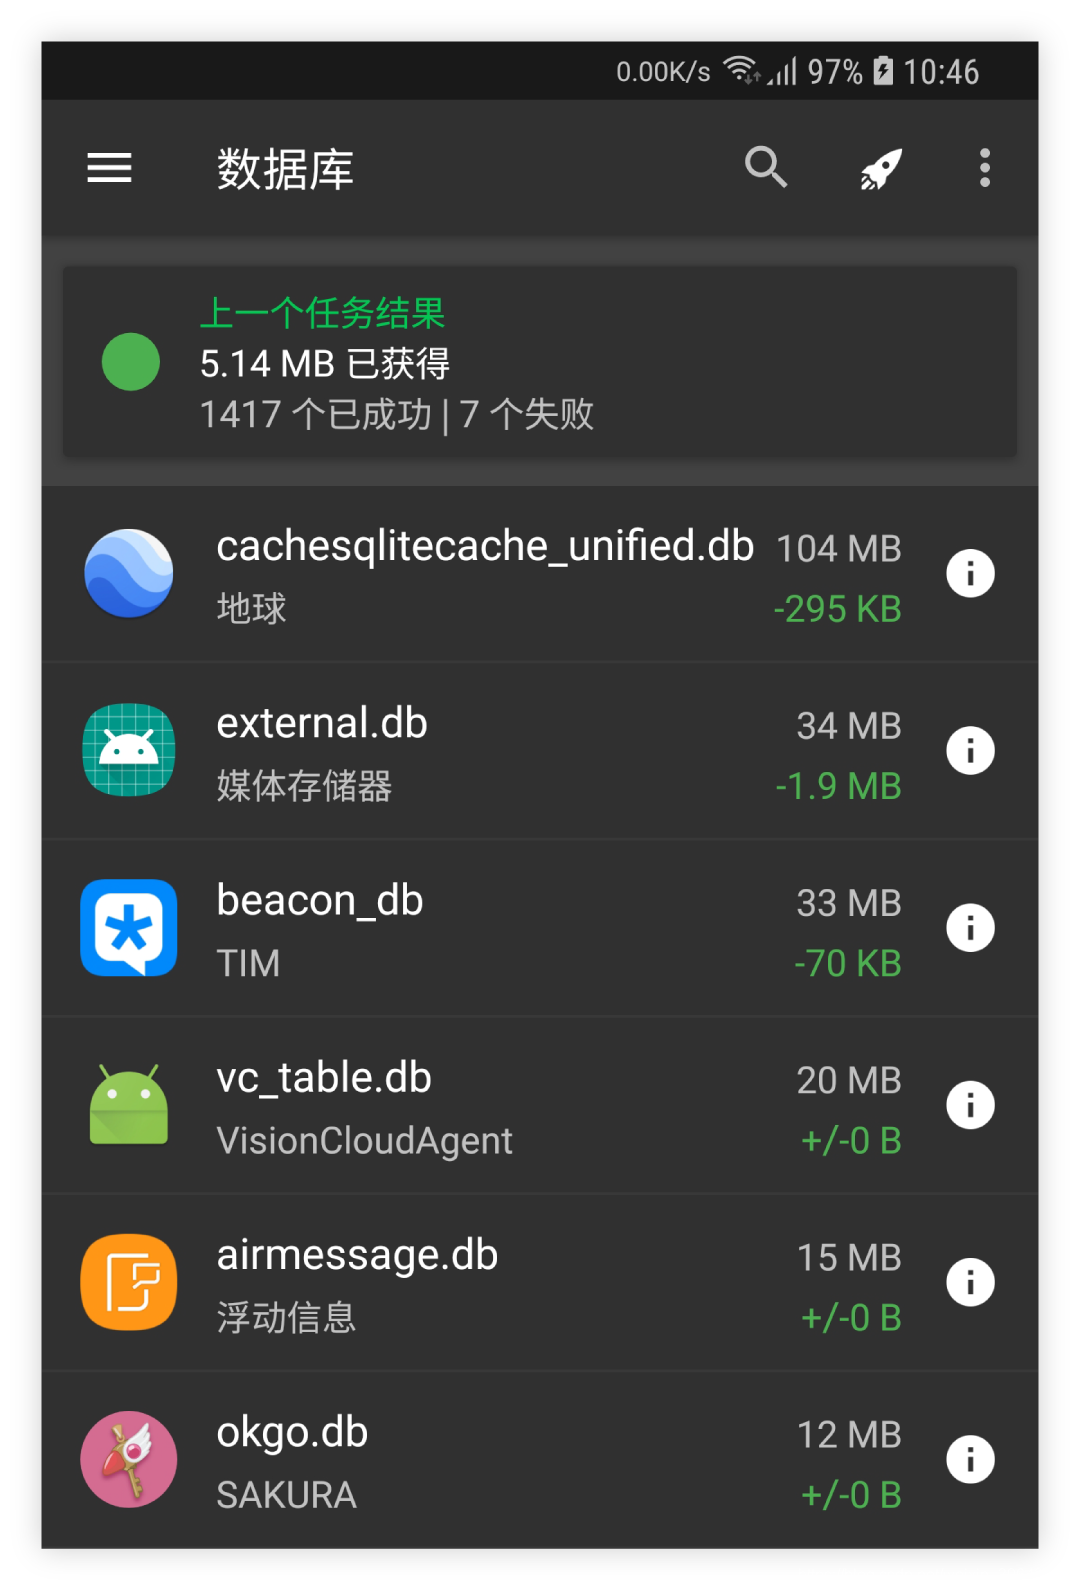 0.00K/s 97% 10:46
数据库
上一个任务结果
5.14 MB 已获得
1417 个已成功 | 7 个失败
cachesqlitecache_unified.db 104 MB
地球 -295 KB
external.db 34 MB
媒体存储器 -1.9 MB
beacon_db 33 MB
TIM -70 KB
vc_table.db 20 MB
VisionCloudAgent +/-0 B
airmessage.db 15 MB
浮动信息 +/-0 B
okgo.db 12 MB
SAKURA +/-0 B